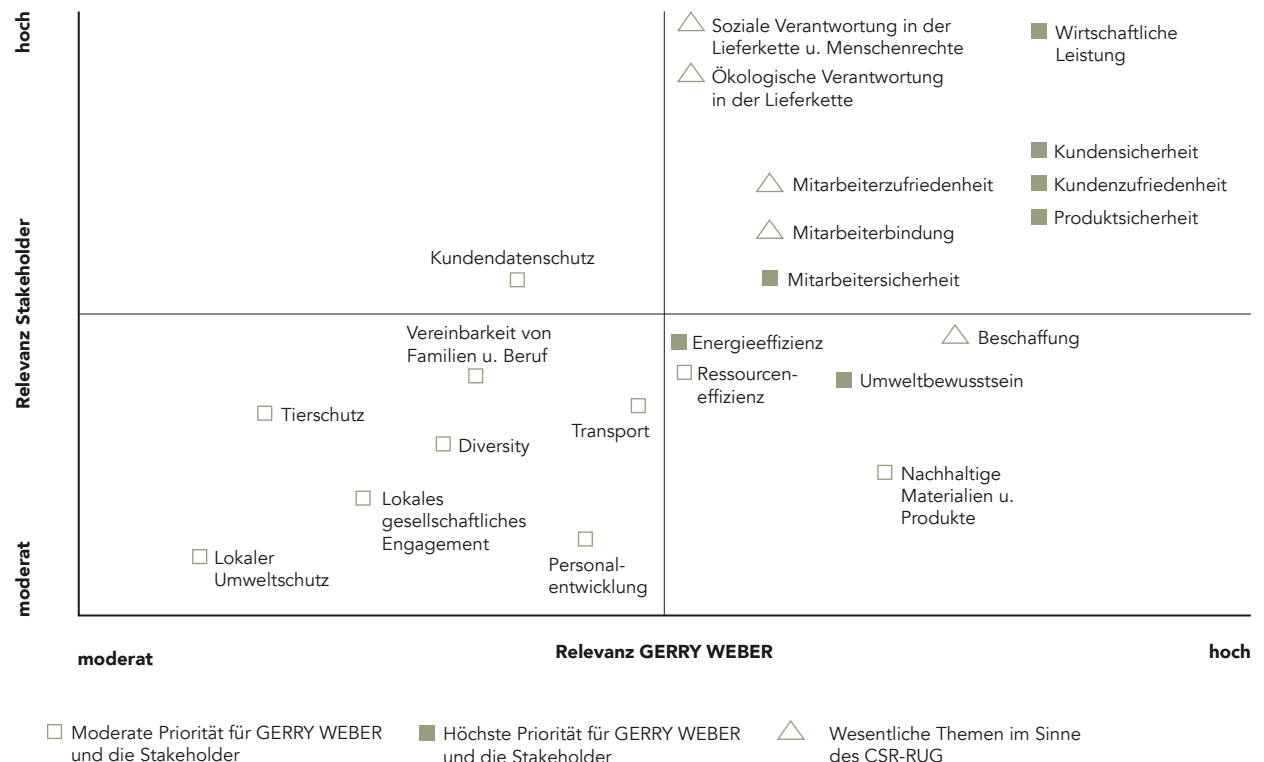 hoch
Relevanz Stakeholder
moderat
Soziale Verantwortung in der
Lieferkette u. Menschenrechte
Ökologische Verantwortung
in der Lieferkette
Wirtschaftliche
Leistung
Kundensicherheit
Mitarbeiterzufriedenheit
Kundenzufriedenheit
Produktsicherheit
Mitarbeiterbindung
Kundendatenschutz
Mitarbeitersicherheit
Vereinbarkeit von
Familien u. Beruf
Energieeffizienz
Beschaffung
Ressourcen-
effizienz
Umweltbewusstsein
Tierschutz
Transport
Diversity
Nachhaltige
Materialien u.
Produkte
Lokales
gesellschaftliches
Engagement
Lokaler
Umweltschutz
Personal-
entwicklung
moderat
Relevanz GERRY WEBER
hoch
Moderate Priorität für GERRY WEBER
und die Stakeholder
Höchste Priorität für GERRY WEBER
und die Stakeholder
Wesentliche Themen im Sinne
des CSR-RUG